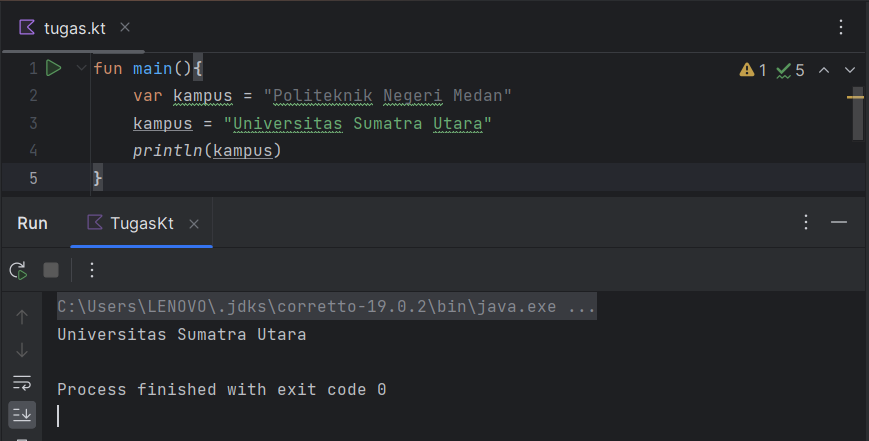 tugas.kt
1 fun main(){
2 var kampus = "Politeknik Negeri Medan"
3 kampus = "Universitas Sumatra Utara"
4 println(kampus)
5 }
1 5
Run TugasKt
C:\Users\LENOVO\.jdks\corretto-19.0.2\bin\java.exe ...
Universitas Sumatra Utara
Process finished with exit code 0